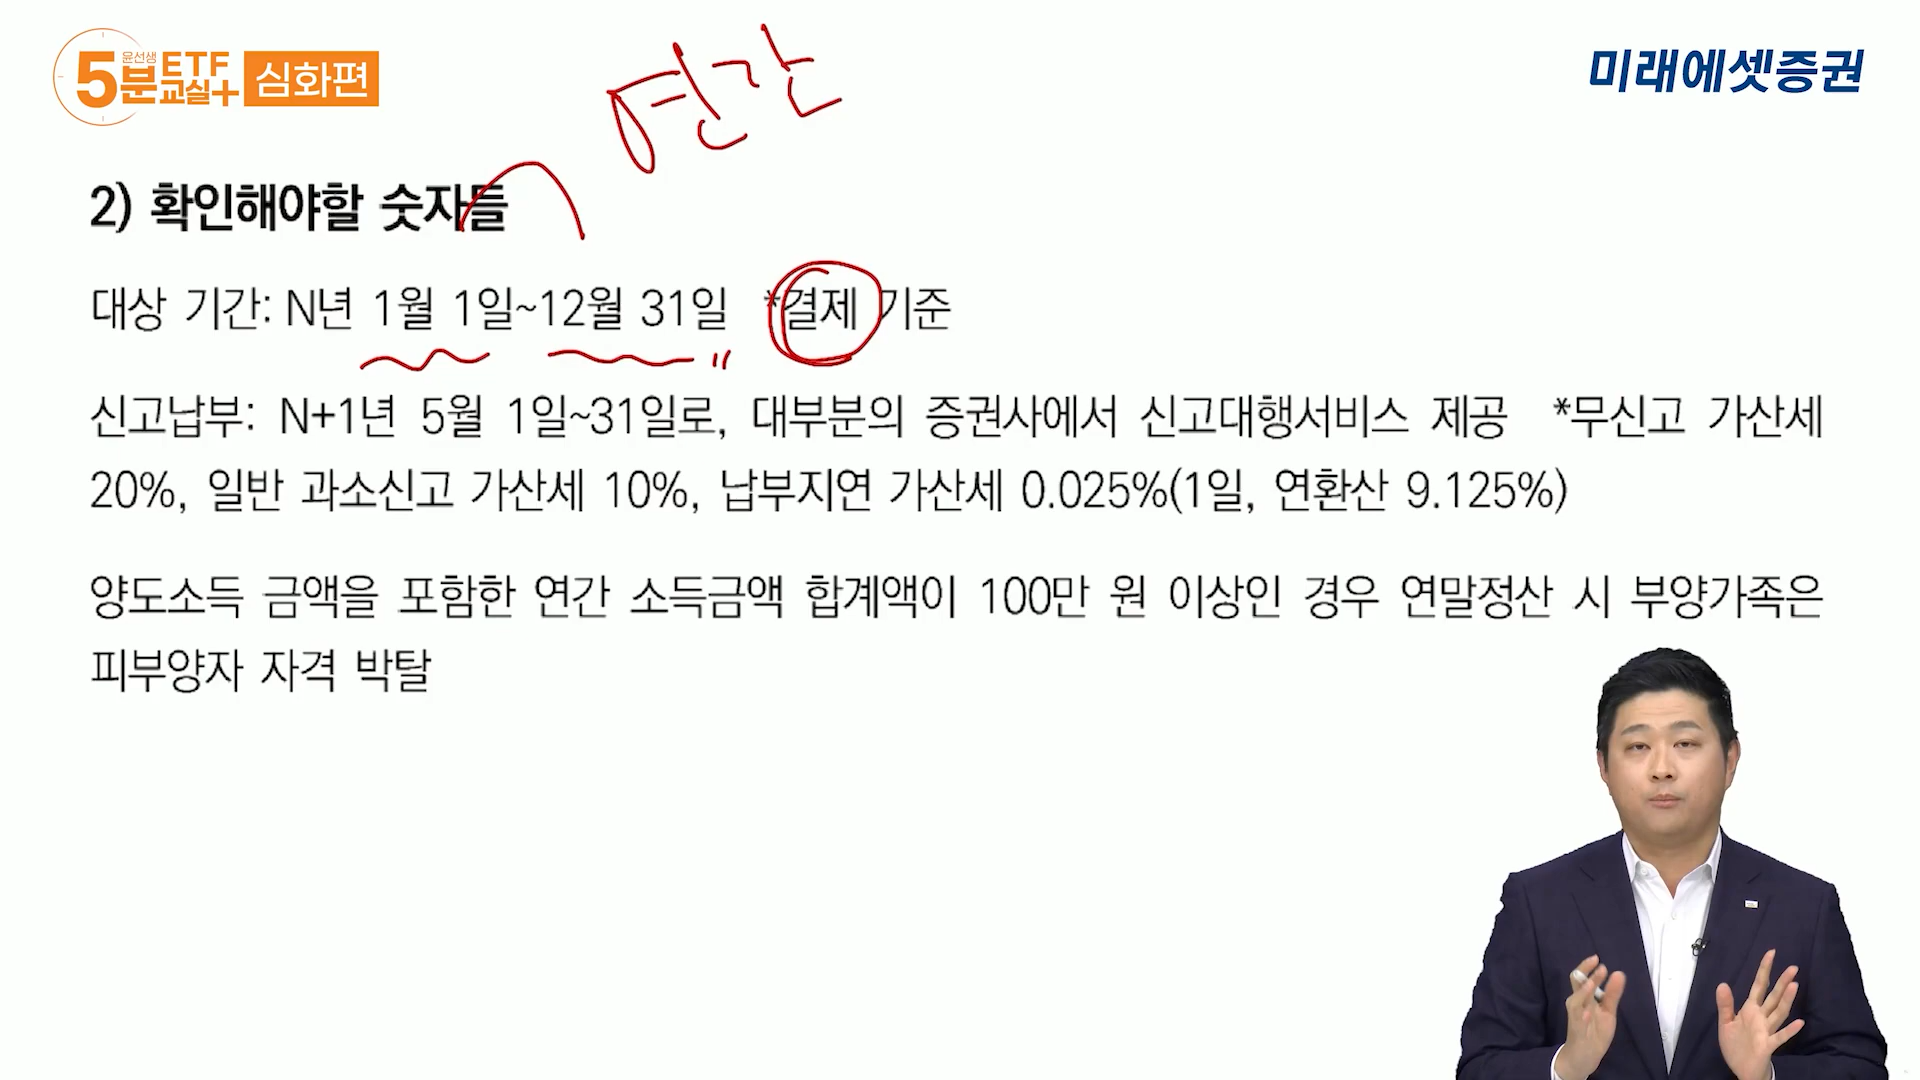 윤선생
5분 ETF
교실+ 심화편
미래에셋증권
연간
2) 확인해야할 숫자들
대상 기간: N년 1월 1일~12월 31일 *결제 기준
신고납부: N+1년 5월 1일~31일로, 대부분의 증권사에서 신고대행서비스 제공 *무신고 가산세
20%, 일반 과소신고 가산세 10%, 납부지연 가산세 0.025%(1일, 연환산 9.125%)
양도소득 금액을 포함한 연간 소득금액 합계액이 100만 원 이상인 경우 연말정산 시 부양가족은
피부양자 자격 박탈